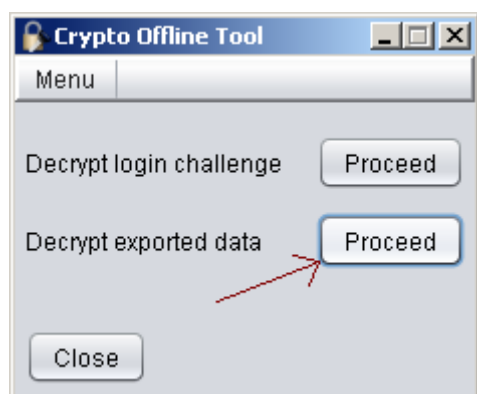 Crypto Offline Tool
Menu
Decrypt login challenge Proceed
Decrypt exported data Proceed
Close